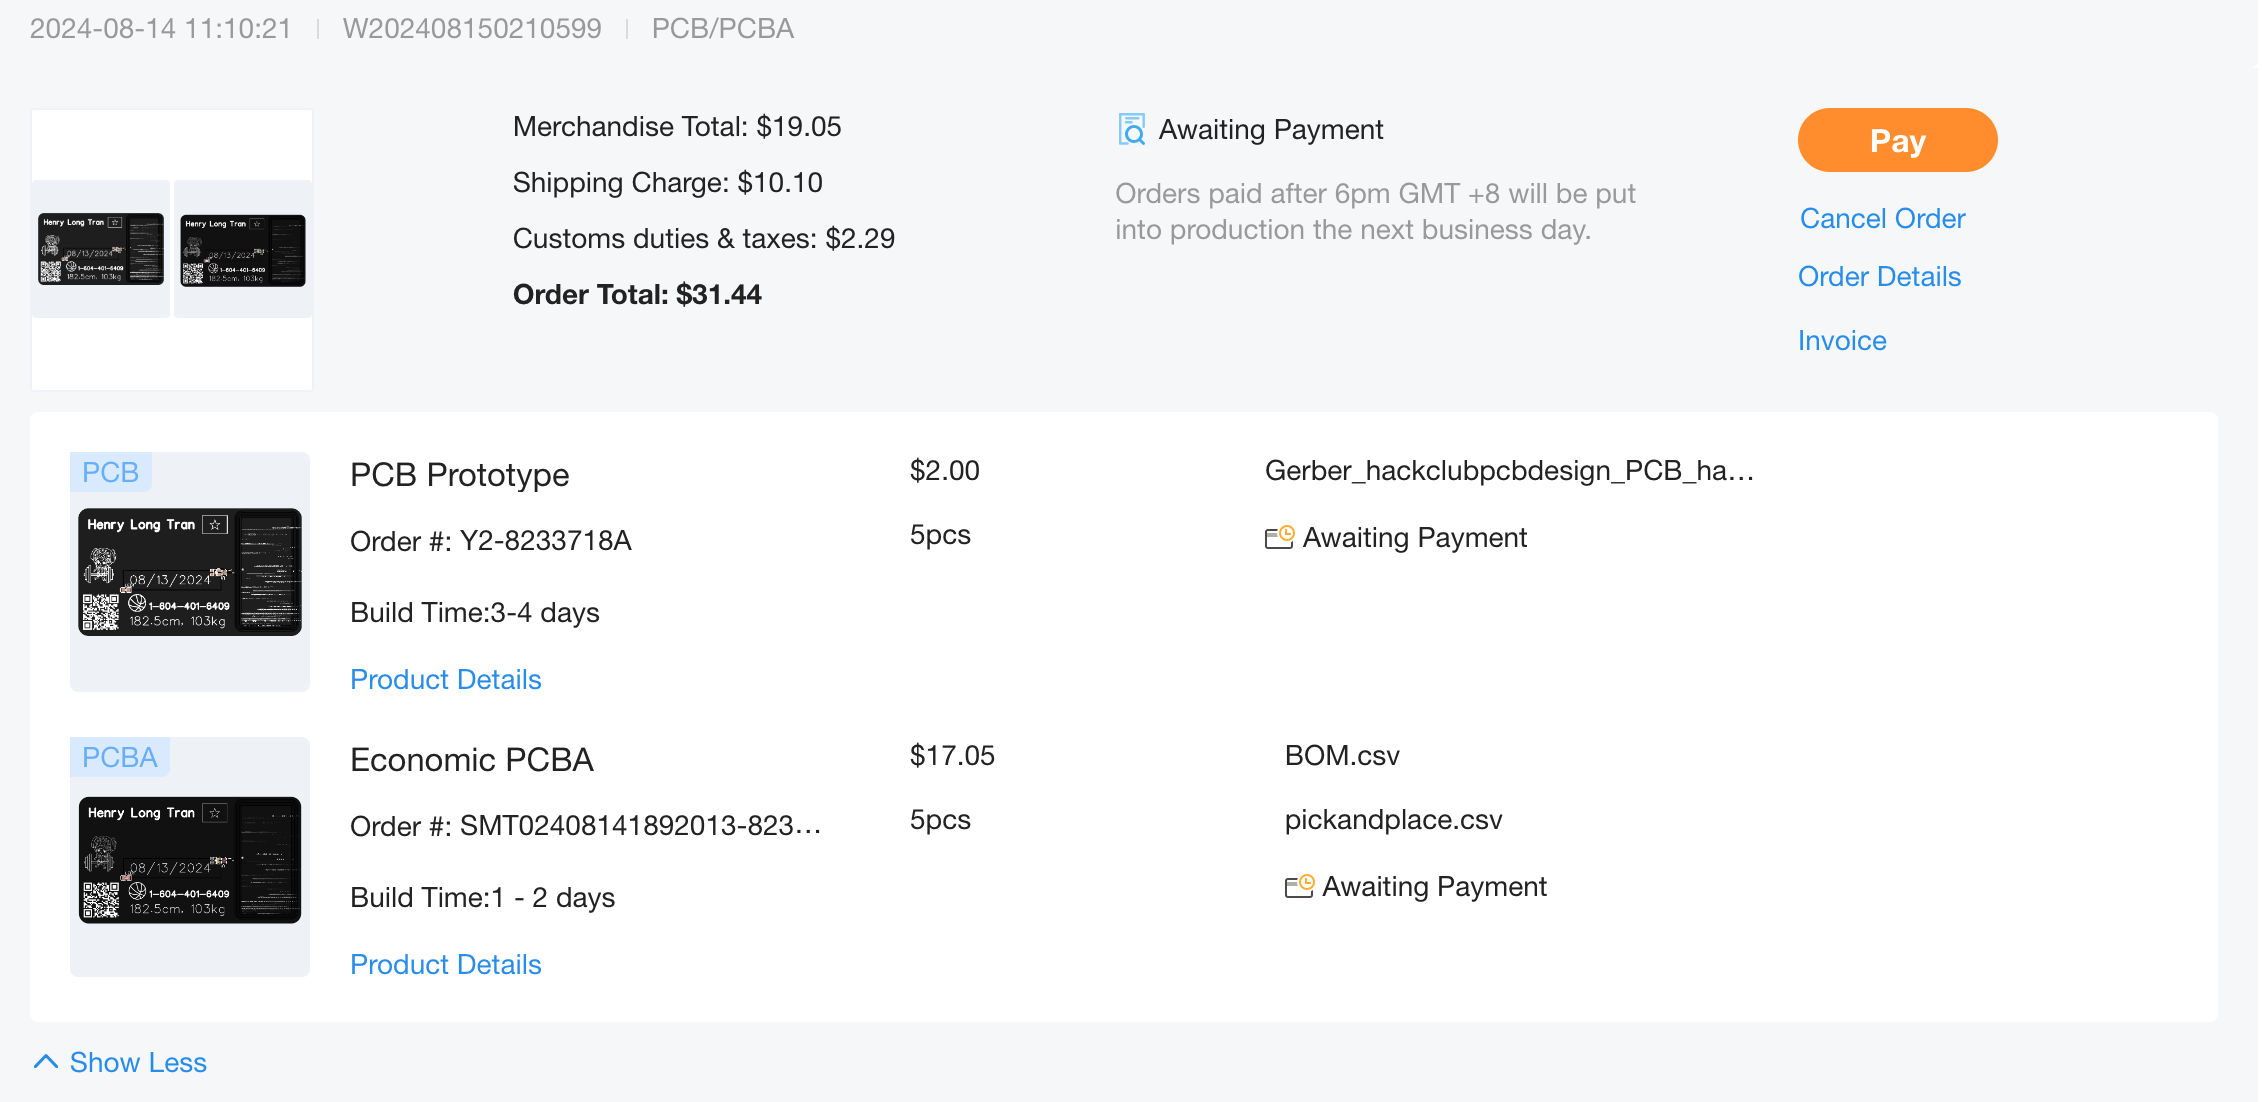 2024-08-14 11:10:21 | W202408150210599 | PCB/PCBA
Henry Long Tran ☆
08/13/2024
1-604-401-6409
182.5cm, 103kg
Henry Long Tran ☆
08/13/2024
1-604-401-6409
182.5cm, 103kg
Merchandise Total: $19.05
Shipping Charge: $10.10
Customs duties & taxes: $2.29
Order Total: $31.44
Awaiting Payment
Orders paid after 6pm GMT +8 will be put
into production the next business day.
Pay
Cancel Order
Order Details
Invoice
PCB
Henry Long Tran ☆
08/13/2024
1-604-401-6409
182.5cm, 103kg
PCB Prototype
Order #: Y2-8233718A
Build Time:3-4 days
Product Details
$2.00
5pcs
Gerber_hackclubpcbdesign_PCB_ha...
Awaiting Payment
PCBA
Henry Long Tran ☆
08/13/2024
1-604-401-6409
182.5cm, 103kg
Economic PCBA
Order #: SMT02408141892013-823...
Build Time:1 - 2 days
Product Details
$17.05
5pcs
BOM.csv
pickandplace.csv
Awaiting Payment
Show Less